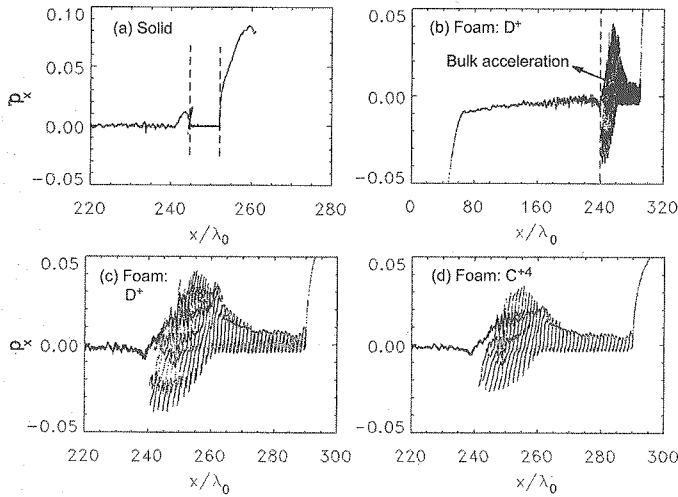 (a) Solid
0.10
0.05
0.00
-0.05
p̄x
220 240 260 280
x/λ0
(b) Foam: D+
Bulk acceleration
0.05
0.00
-0.05
0 80 160 240 320
x/λ0
(c) Foam:
D+
0.05
0.00
-0.05
px
220 240 260 280 300
x/λ0
(d) Foam: C+4
0.05
0.00
-0.05
220 240 260 280 300
x/λ0